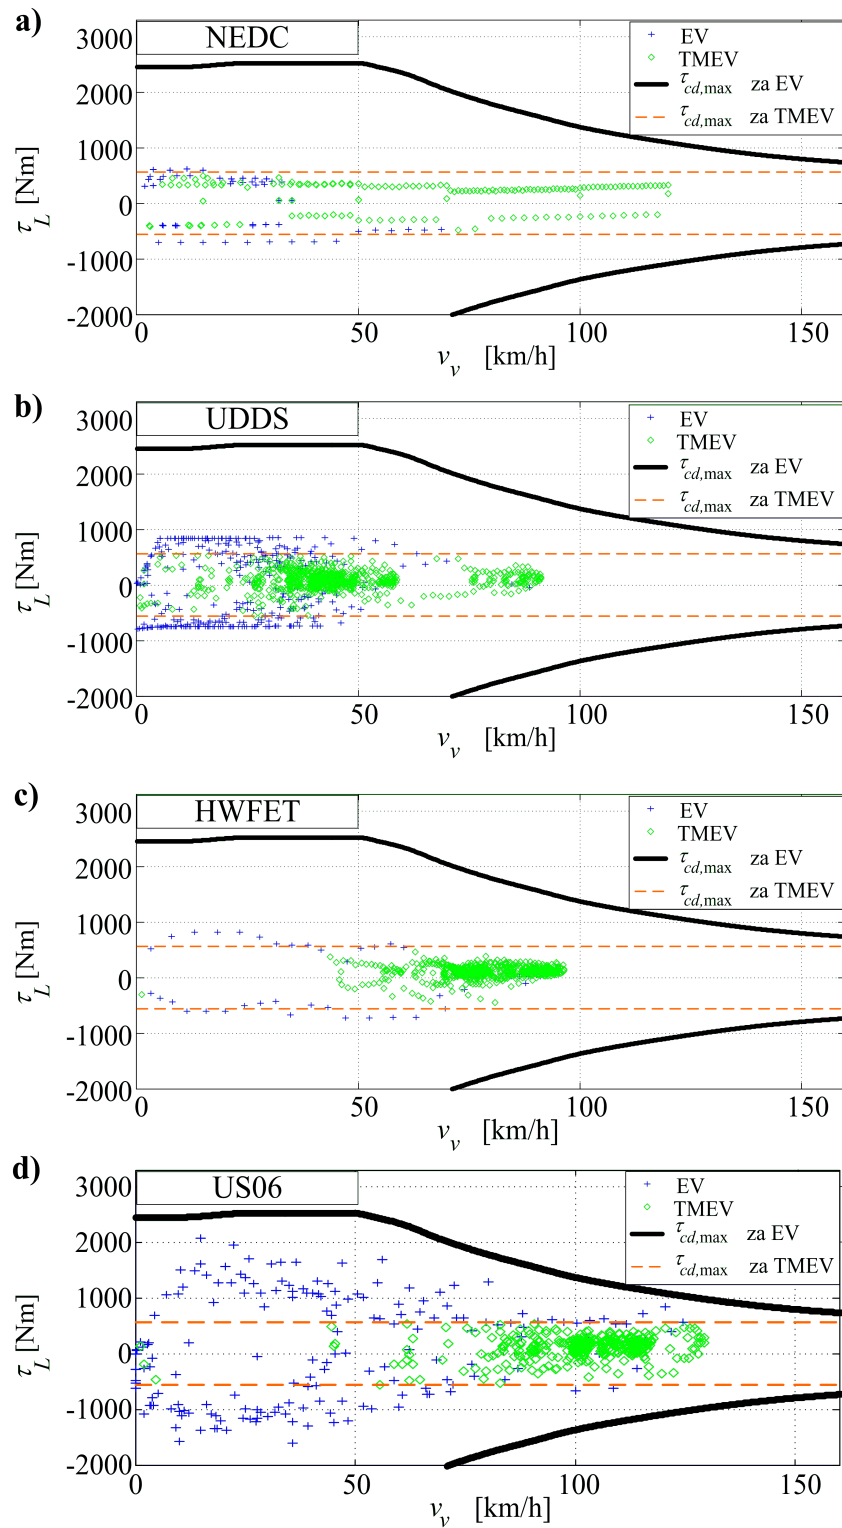 a)
NEDC
EV
TMEV
τcd,max za EV
τcd,max za TMEV
3000
2000
1000
0
-1000
-2000
τL [Nm]
0 50 100 150
vv [km/h]
b)
UDDS
EV
TMEV
τcd,max za EV
τcd,max za TMEV
3000
2000
1000
0
-1000
-2000
τL [Nm]
0 50 100 150
vv [km/h]
c)
HWFET
EV
TMEV
τcd,max za EV
τcd,max za TMEV
3000
2000
1000
0
-1000
-2000
τL [Nm]
0 50 100 150
vv [km/h]
d)
US06
EV
TMEV
τcd,max za EV
τcd,max za TMEV
3000
2000
1000
0
-1000
-2000
τL [Nm]
0 50 100 150
vv [km/h]